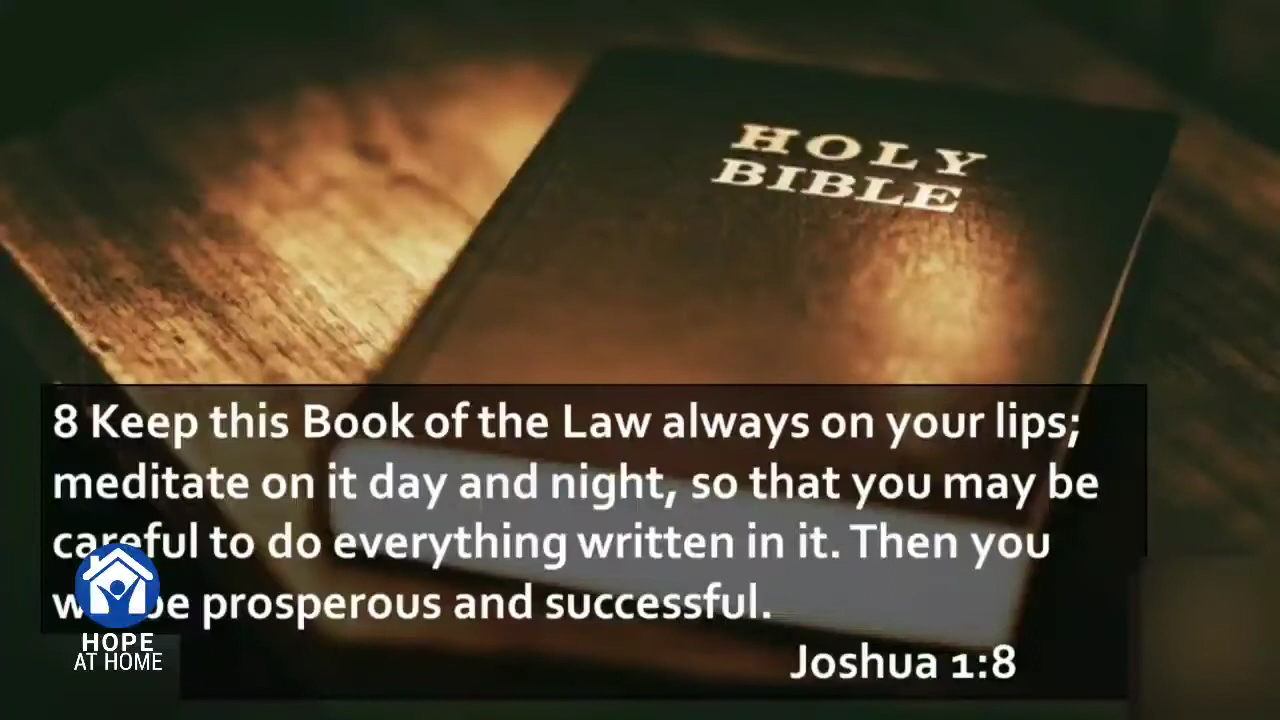 HOLY
BIBLE
8 Keep this Book of the Law always on your lips;
meditate on it day and night, so that you may be
careful to do everything written in it. Then you
be prosperous and successful.
Joshua 1:8
HOPE
AT HOME